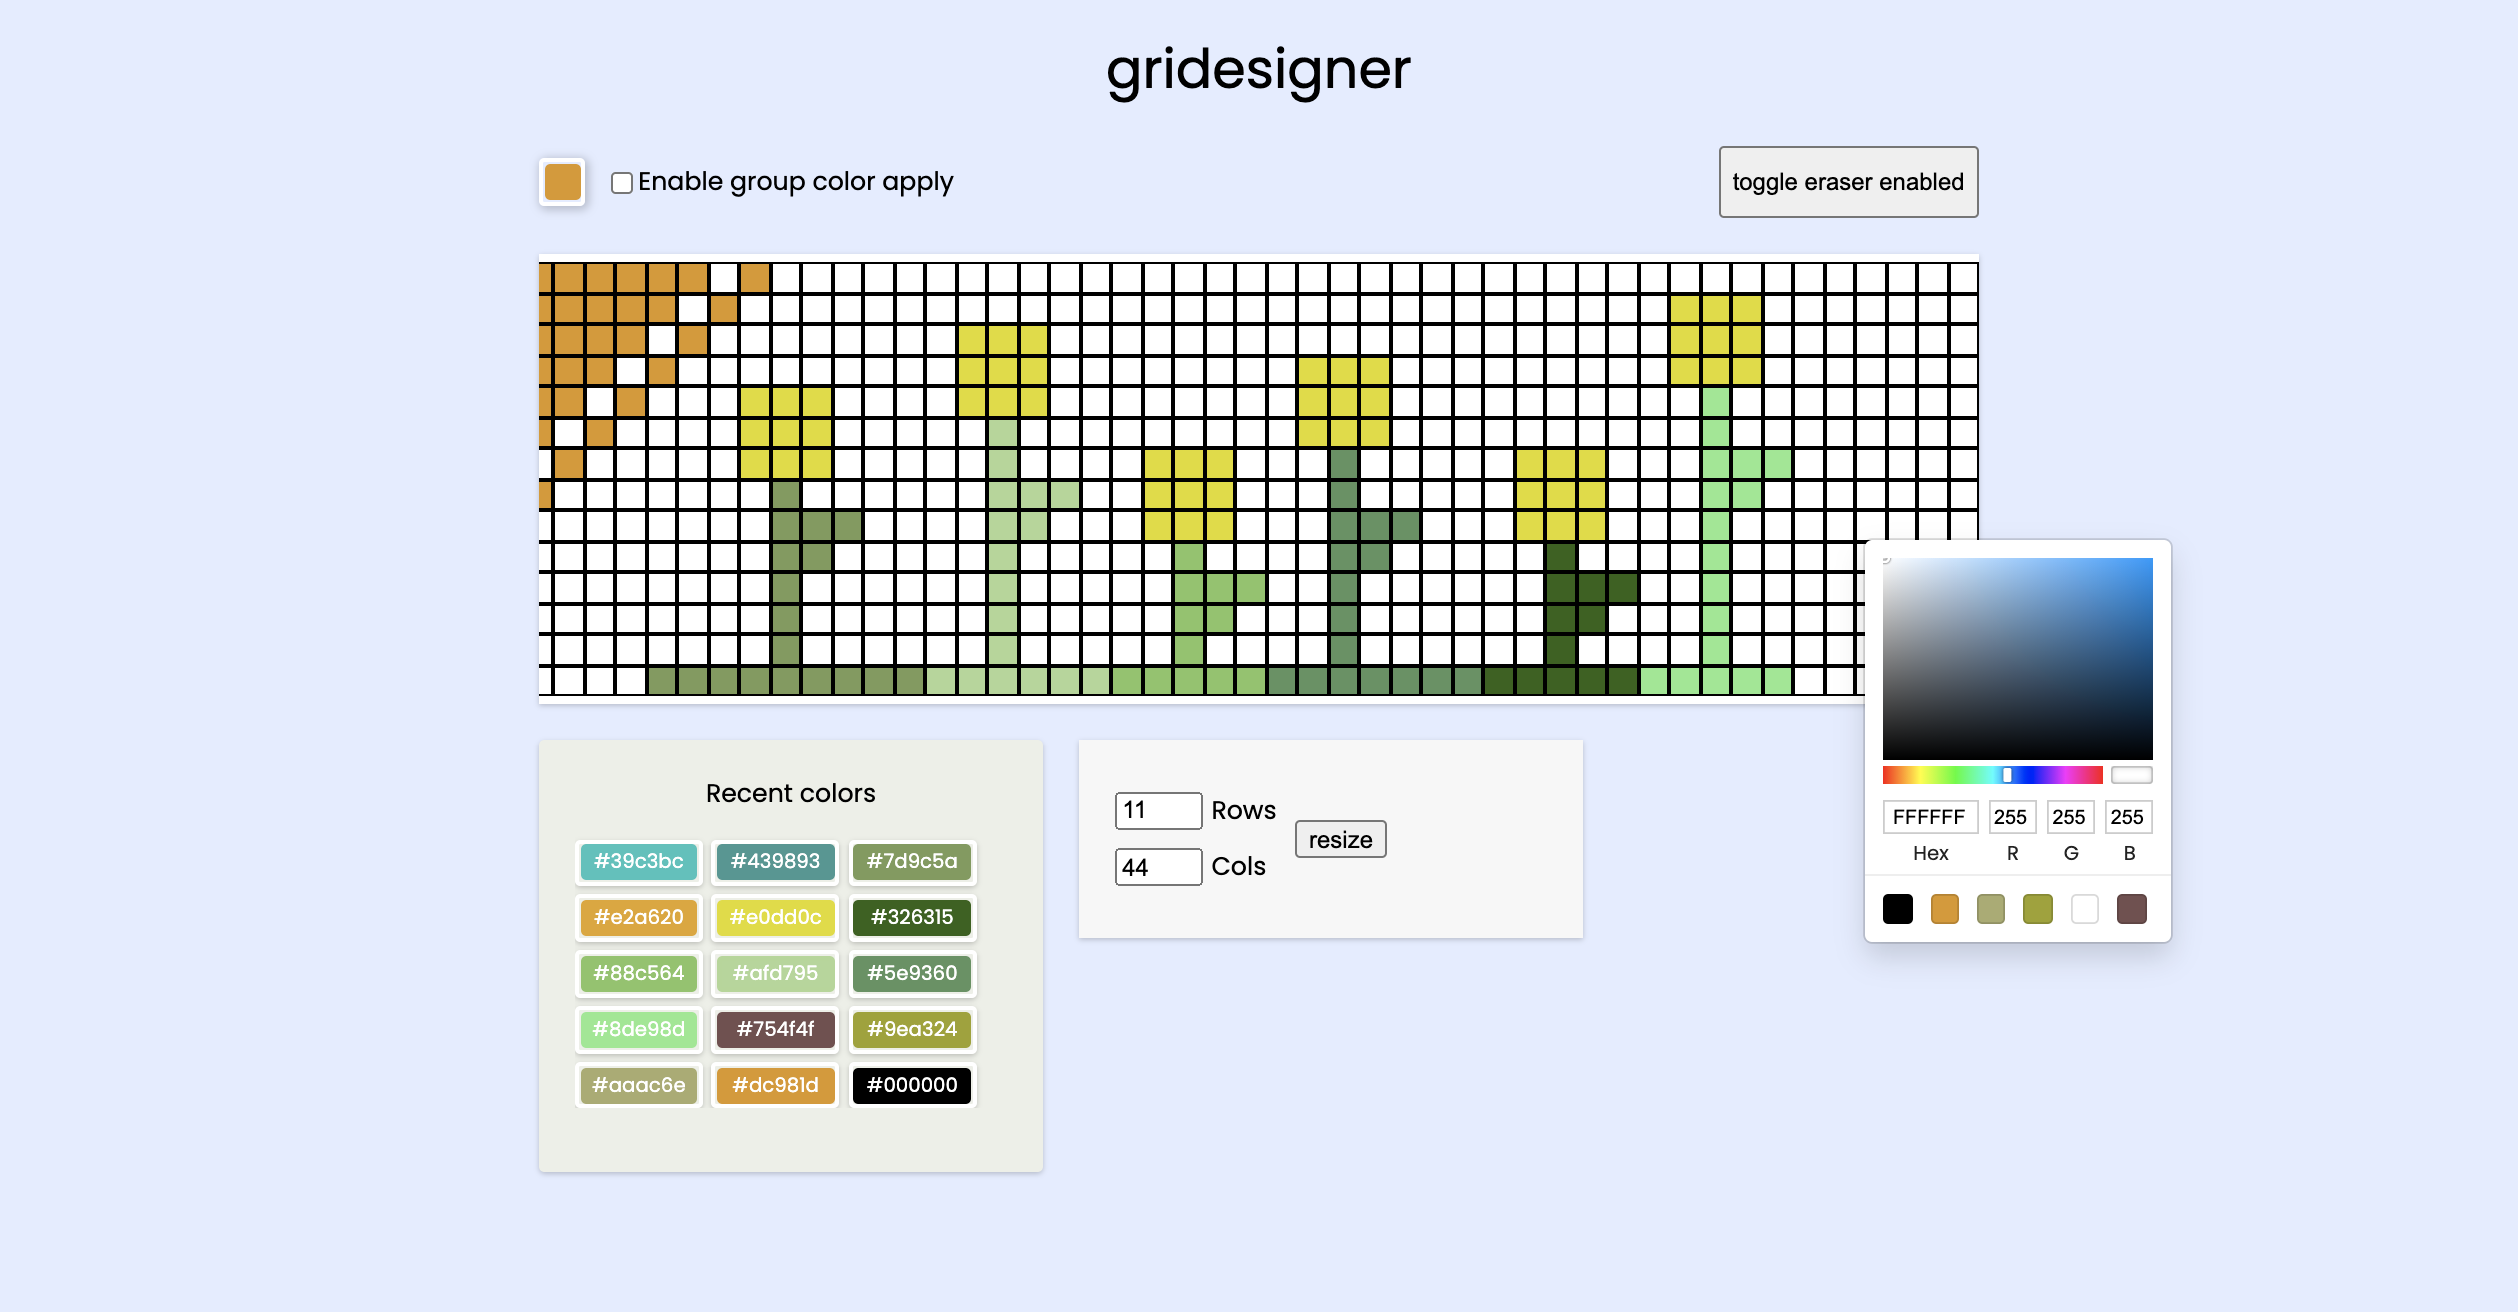 gridesigner
Enable group color apply
toggle eraser enabled
Recent colors
#39c3bc #439893 #7d9c5a
#e2a620 #e0dd0c #326315
#88c564 #afd795 #5e9360
#8de98d #754f4f #9ea324
#aaac6e #dc981d #000000
11 Rows
44 Cols
resize
FFFFFF 255 255 255
Hex R G B